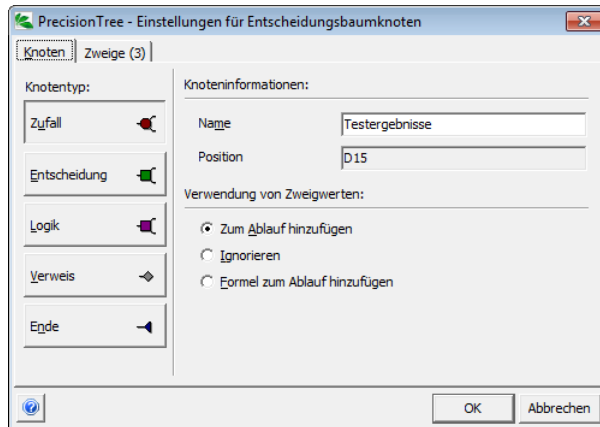 PrecisionTree - Einstellungen für Entscheidungsbaumknoten
Knoten
Zweige (3)
Knotentyp:
Zufall
Entscheidung
Logik
Verweis
Ende
Knoteninformationen:
Name
Testergebnisse
Position
D15
Verwendung von Zweigwerten:
Zum Ablauf hinzufügen
Ignorieren
Formel zum Ablauf hinzufügen
OK
Abbrechen